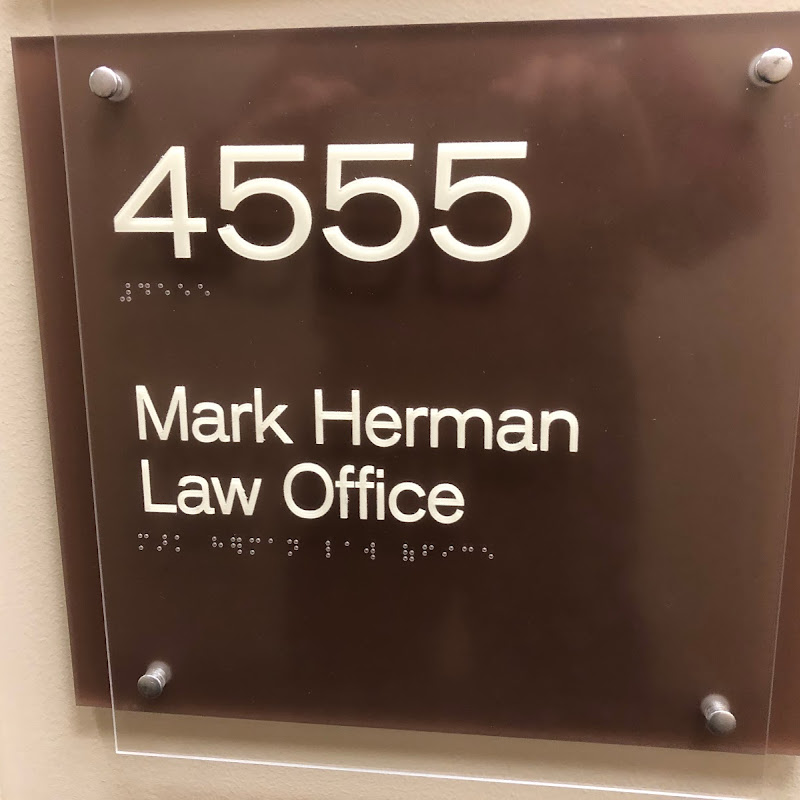 4555
⠼⠙⠑⠑⠑
Mark Herman
Law Office